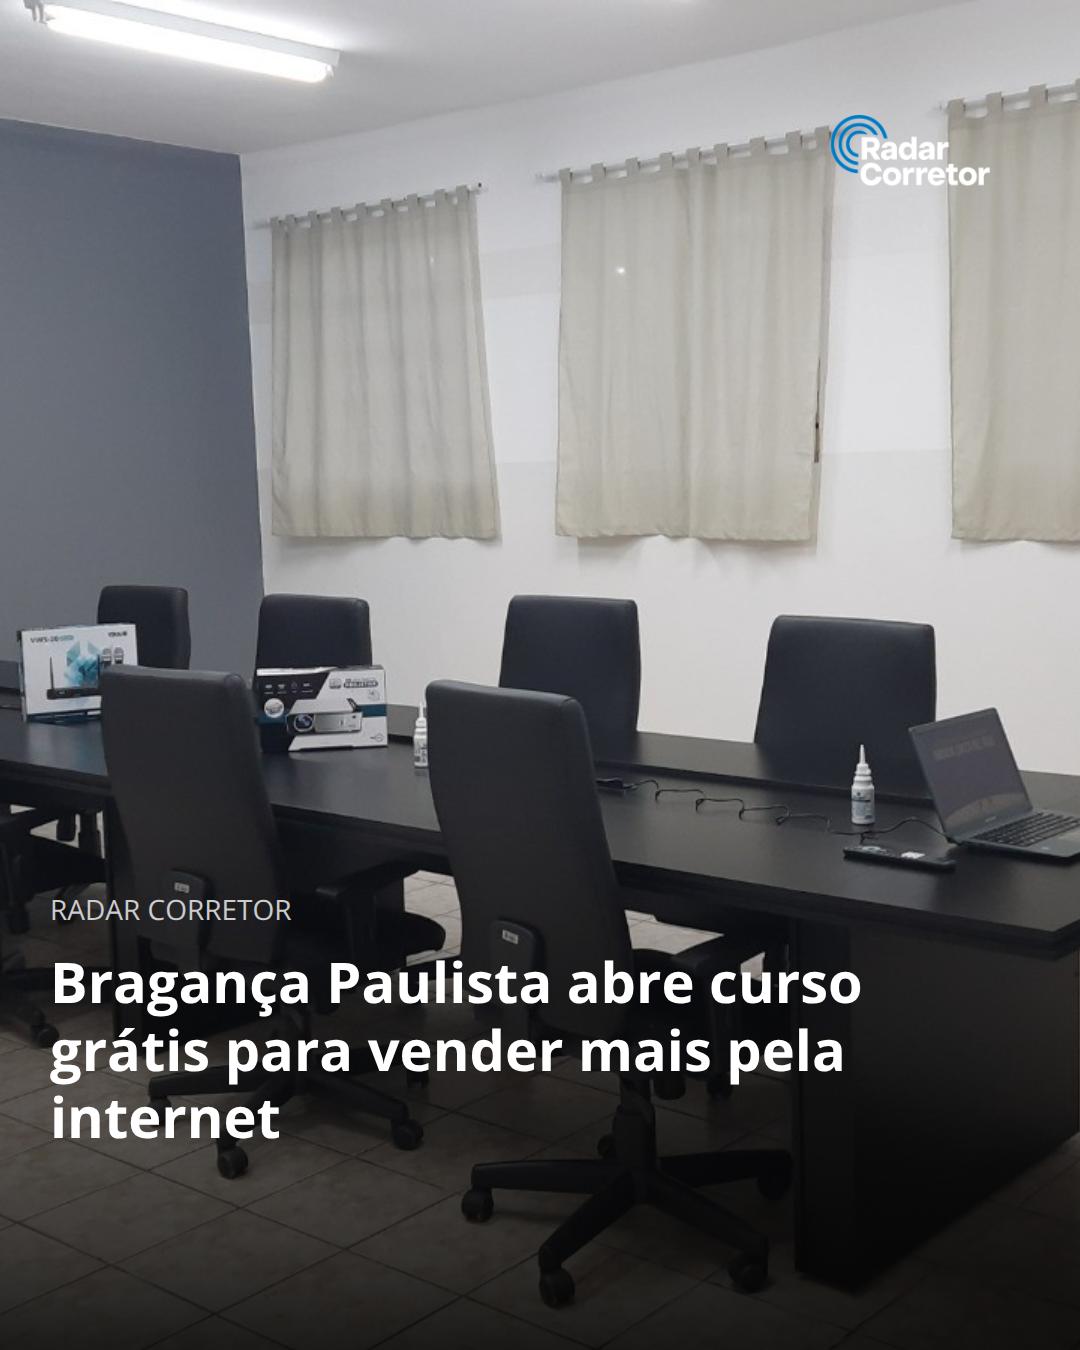 Radar
Corretor
RADAR CORRETOR
Bragança Paulista abre curso
grátis para vender mais pela
internet